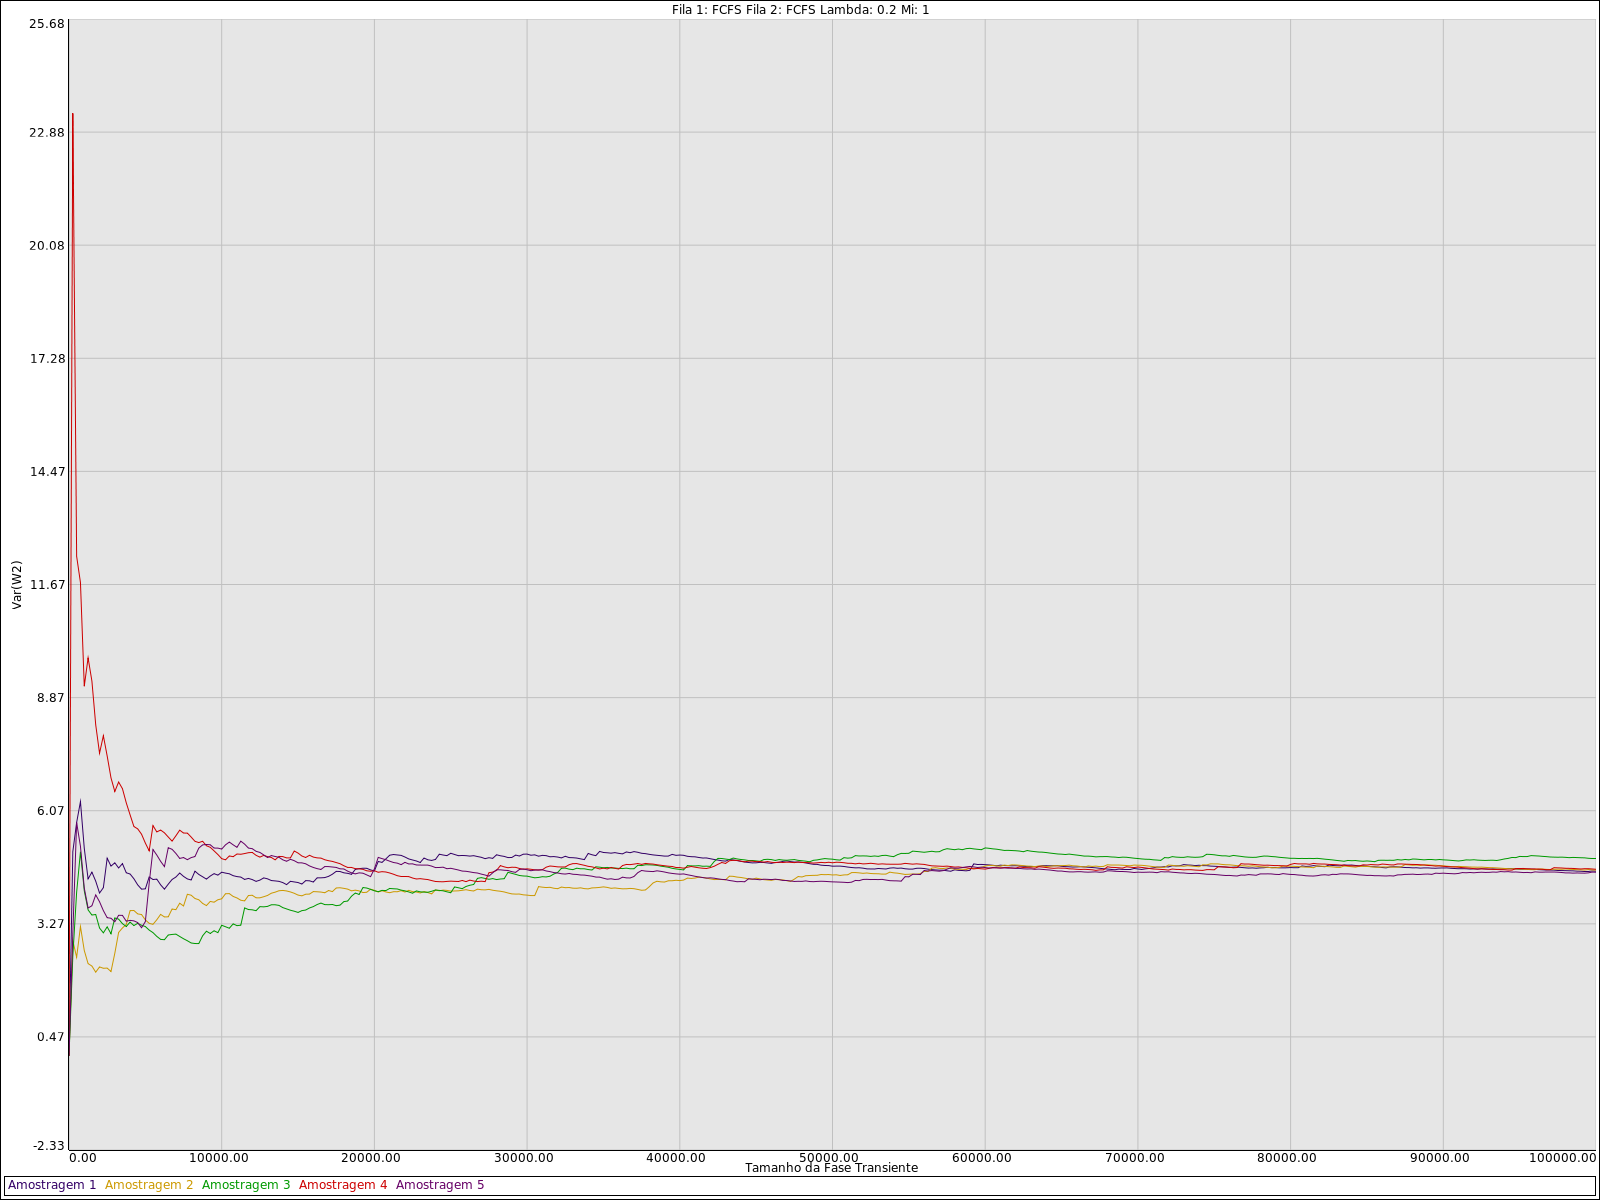 Fila 1: FCFS Fila 2: FCFS Lambda: 0.2 Mi: 1
25.68
22.88
20.08
17.28
14.47
11.67
8.87
6.07
3.27
0.47
-2.33
Var(W2)
0.00 10000.00 20000.00 30000.00 40000.00 50000.00 60000.00 70000.00 80000.00 90000.00 100000.00
Tamanho da Fase Transiente
Amostragem 1 Amostragem 2 Amostragem 3 Amostragem 4 Amostragem 5